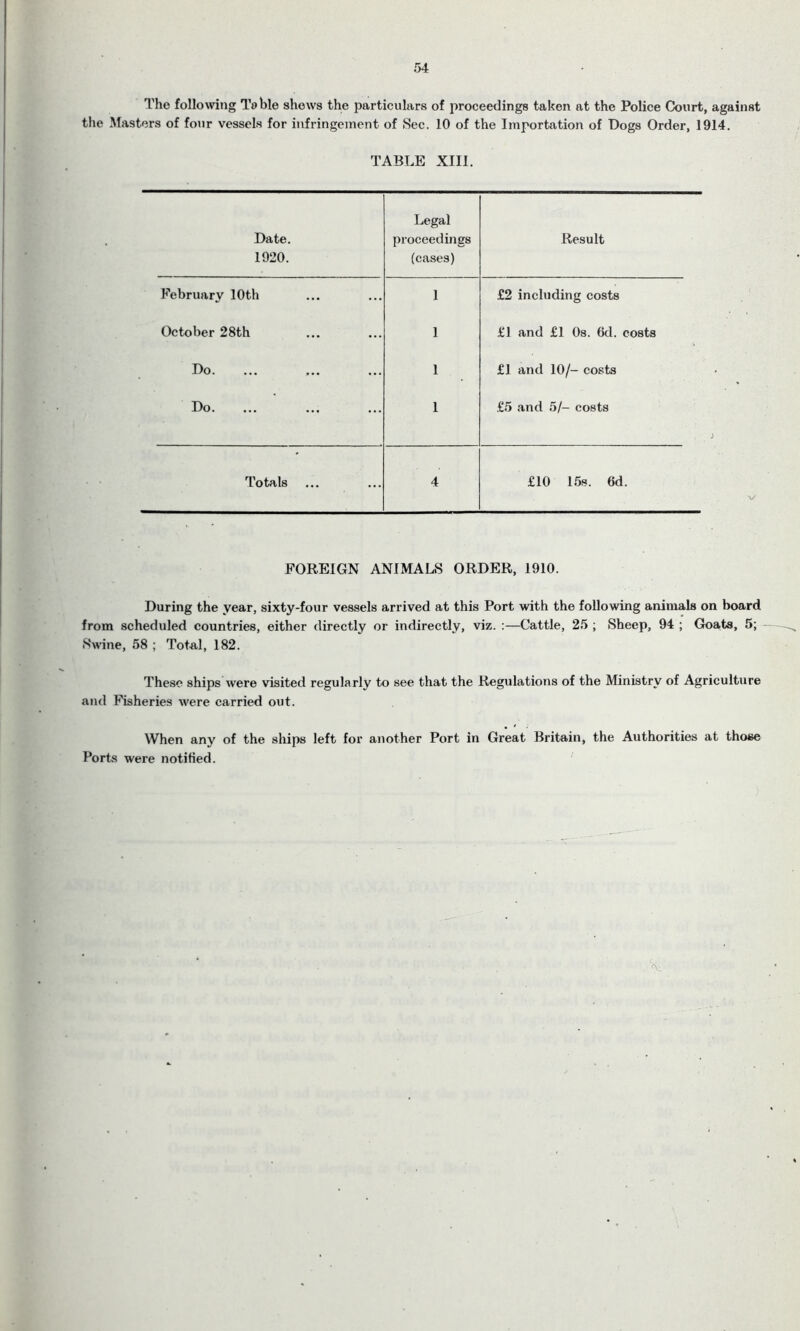 54
The following Table shews the particulars of proceedings taken at the Police Court, against
the Masters of four vessels for infringement of Sec. 10 of the Importation of Dogs Order, 1914.
TABLE XIII.
Date.
1920.
Legal
proceedings
(cases)
Result
February 10th ... ... 1 £2 including costs
October 28th ... ... 1 £1 and £1 0s. 6d. costs
Do. ... ... ... 1 £1 and 10/- costs
Do. ... ... ... 1 £5 and 5/- costs
Totals ... ... 4 £10 15s. 6d.
FOREIGN ANIMALS ORDER, 1910.
During the year, sixty-four vessels arrived at this Port with the following animals on board
from scheduled countries, either directly or indirectly, viz. :—Cattle, 25 ; Sheep, 94 ; Goats, 5;
Swine, 58 ; Total, 182.
These ships were visited regularly to see that the Regulations of the Ministry of Agriculture
and Fisheries were carried out.
When any of the ships left for another Port in Great Britain, the Authorities at those
Ports were notified.